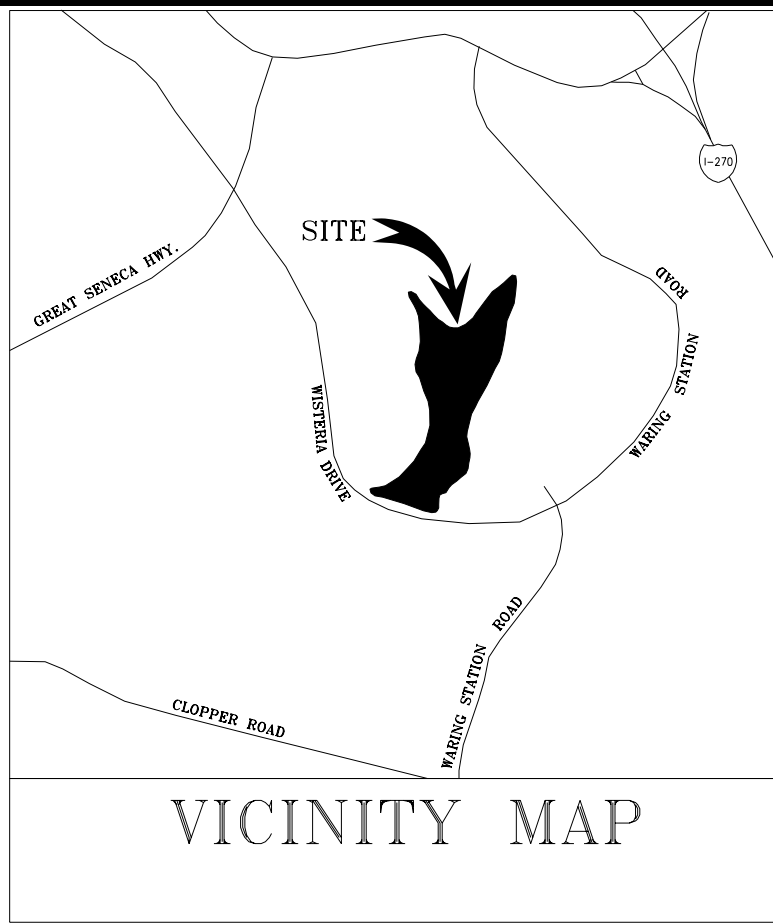 I-270
SITE
GREAT SENECA HWY.
ROAD
WARING STATION
WISTERIA DRIVE
WARING STATION ROAD
CLOPPER ROAD
VICINITY MAP